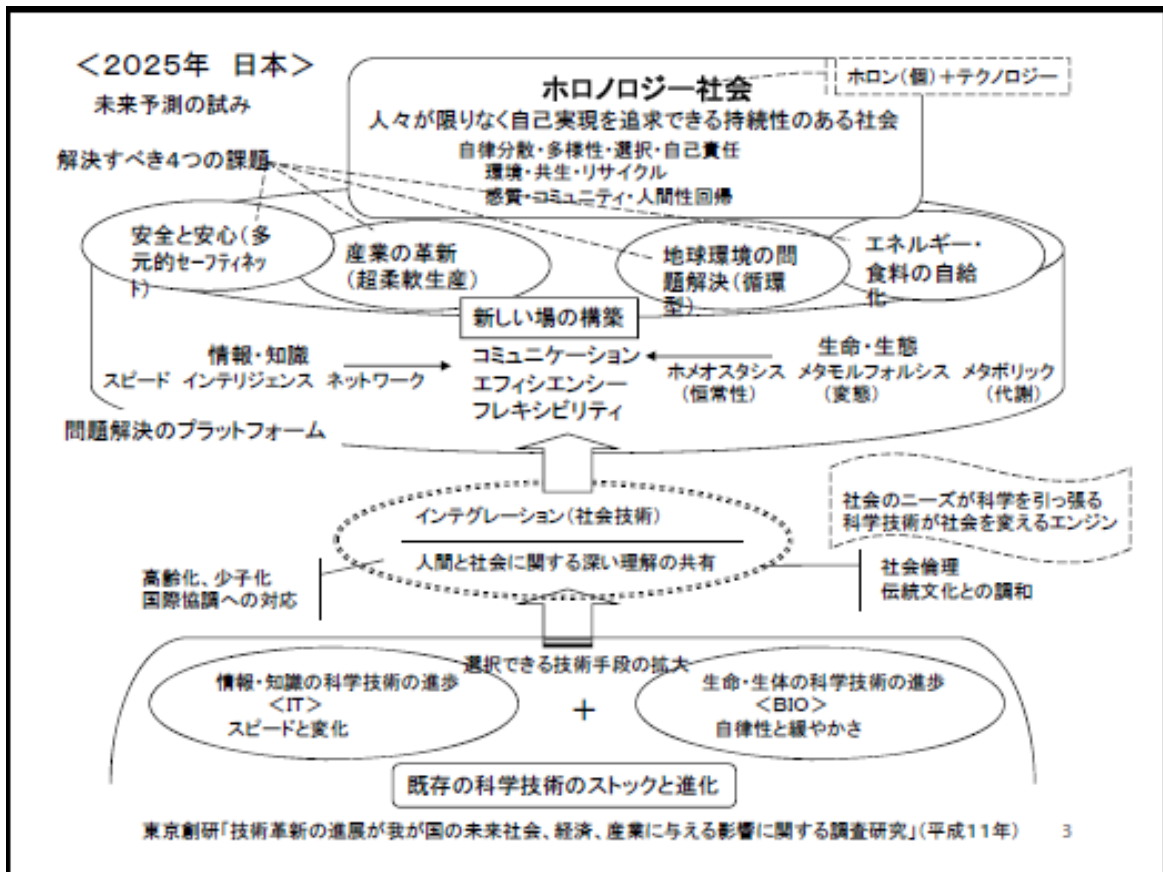 <2025年 日本>
未来予測の試み
ホロノロジー社会
ホロン(個)+テクノロジー
人々が限りなく自己実現を追求できる持続性のある社会
自律分散・多様性・選択・自己責任
環境・共生・リサイクル
感質・コミュニティ・人間性回帰
解決すべき4つの課題
安全と安心(多
元的セーフティネッ
ト)
産業の革新
(超柔軟生産)
地球環境の問
題解決(循環
型)
エネルギー・
食料の自給
化
新しい場の構築
情報・知識
スピード インテリジェンス ネットワーク
コミュニケーション
エフィシエンシー
フレキシビリティ
生命・生態
ホメオスタシス メタモルフォルシス メタボリック
(恒常性) (変態) (代謝)
問題解決のプラットフォーム
インテグレーション(社会技術)
人間と社会に関する深い理解の共有
社会のニーズが科学を引っ張る
科学技術が社会を変えるエンジン
高齢化、少子化
国際協調への対応
社会倫理
伝統文化との調和
選択できる技術手段の拡大
情報・知識の科学技術の進歩
<IT>
スピードと変化
+
生命・生体の科学技術の進歩
<BIO>
自律性と緩やかさ
既存の科学技術のストックと進化
東京創研「技術革新の進展が我が国の未来社会、経済、産業に与える影響に関する調査研究」(平成11年) 3